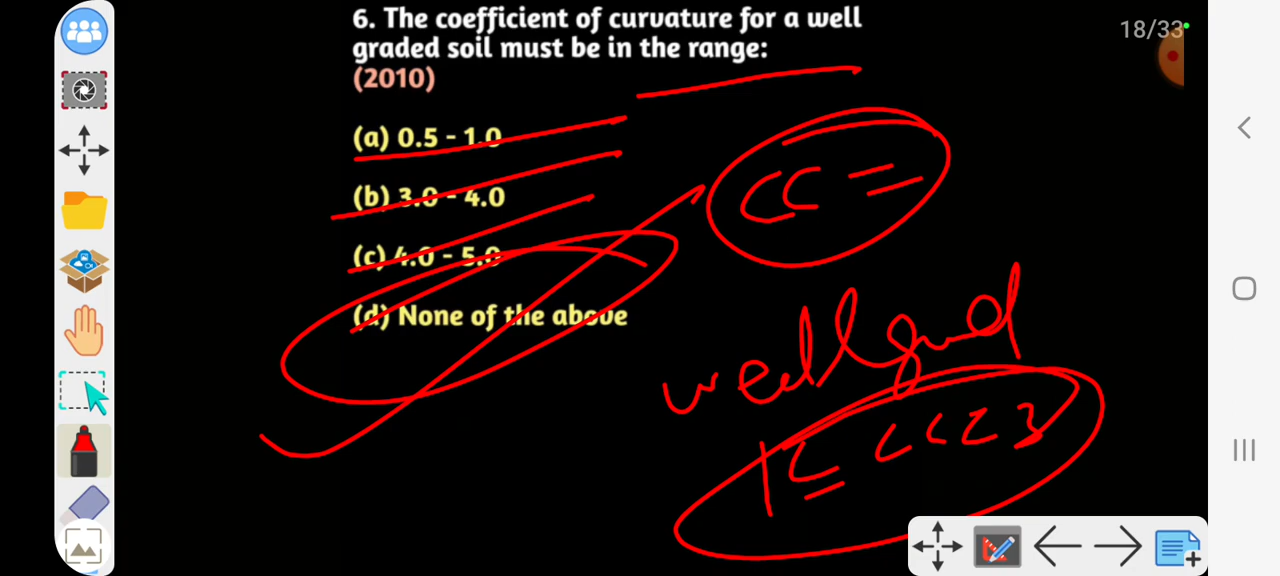 6. The coefficient of curvature for a well
graded soil must be in the range:
(2010)
(a) 0.5 - 1.0
(b) 3.0 - 4.0
(c) 4.0 - 5.0
(d) None of the above
18/33
CC =
well grad
1 ≤ CC < 3